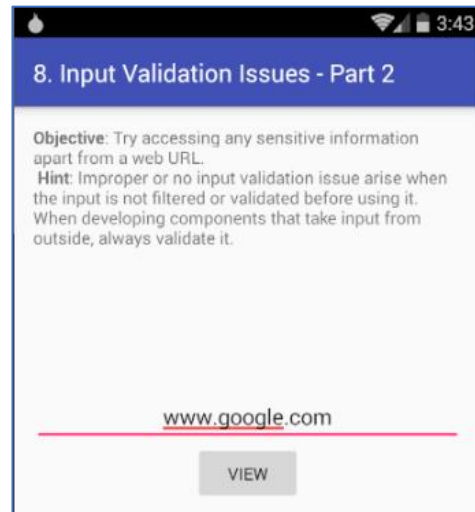 3:43
8. Input Validation Issues - Part 2
Objective: Try accessing any sensitive information
apart from a web URL.
Hint: Improper or no input validation issue arise when
the input is not filtered or validated before using it.
When developing components that take input from
outside, always validate it.
www.google.com
VIEW